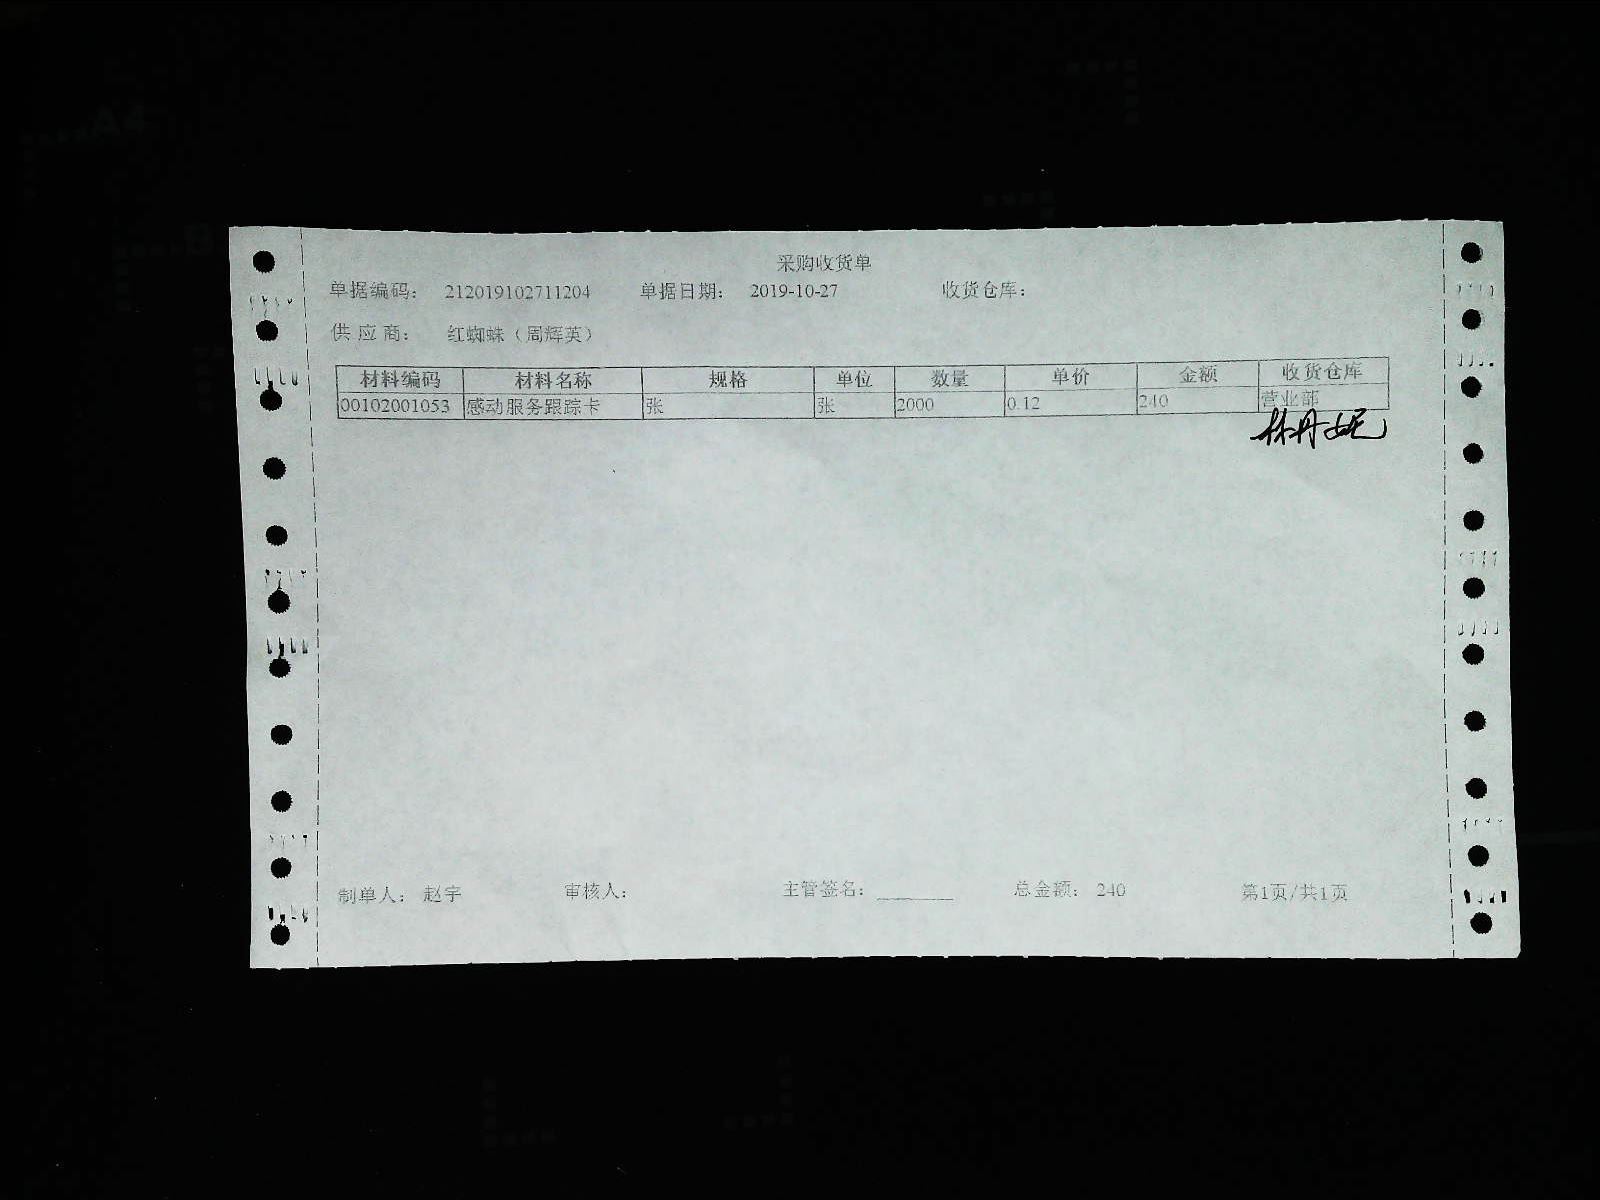 采购收货单
单据编码： 212019102711204 单据日期： 2019-10-27 收货仓库：
供应商： 红蜘蛛（周辉英）
材料编码 材料名称 规格 单位 数量 单价 金额 收货仓库
00102001053 感动服务跟踪卡 张 张 2000 0.12 240 营业部
林丹妮
制单人： 赵宇 审核人： 主管签名： 总金额： 240 第1页/共1页